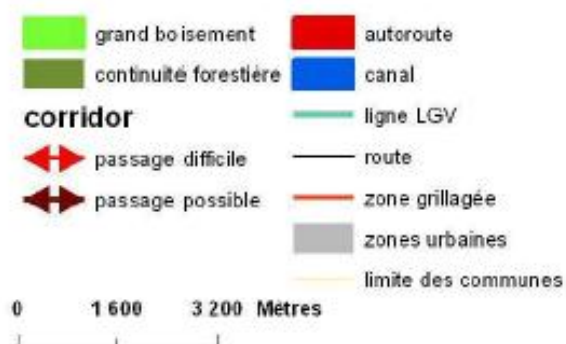 grand boisement
continuité forestière
corridor
passage difficile
passage possible
autoroute
canal
ligne LGV
route
zone grillagée
zones urbaines
limite des communes
0 1 600 3 200 Mètres